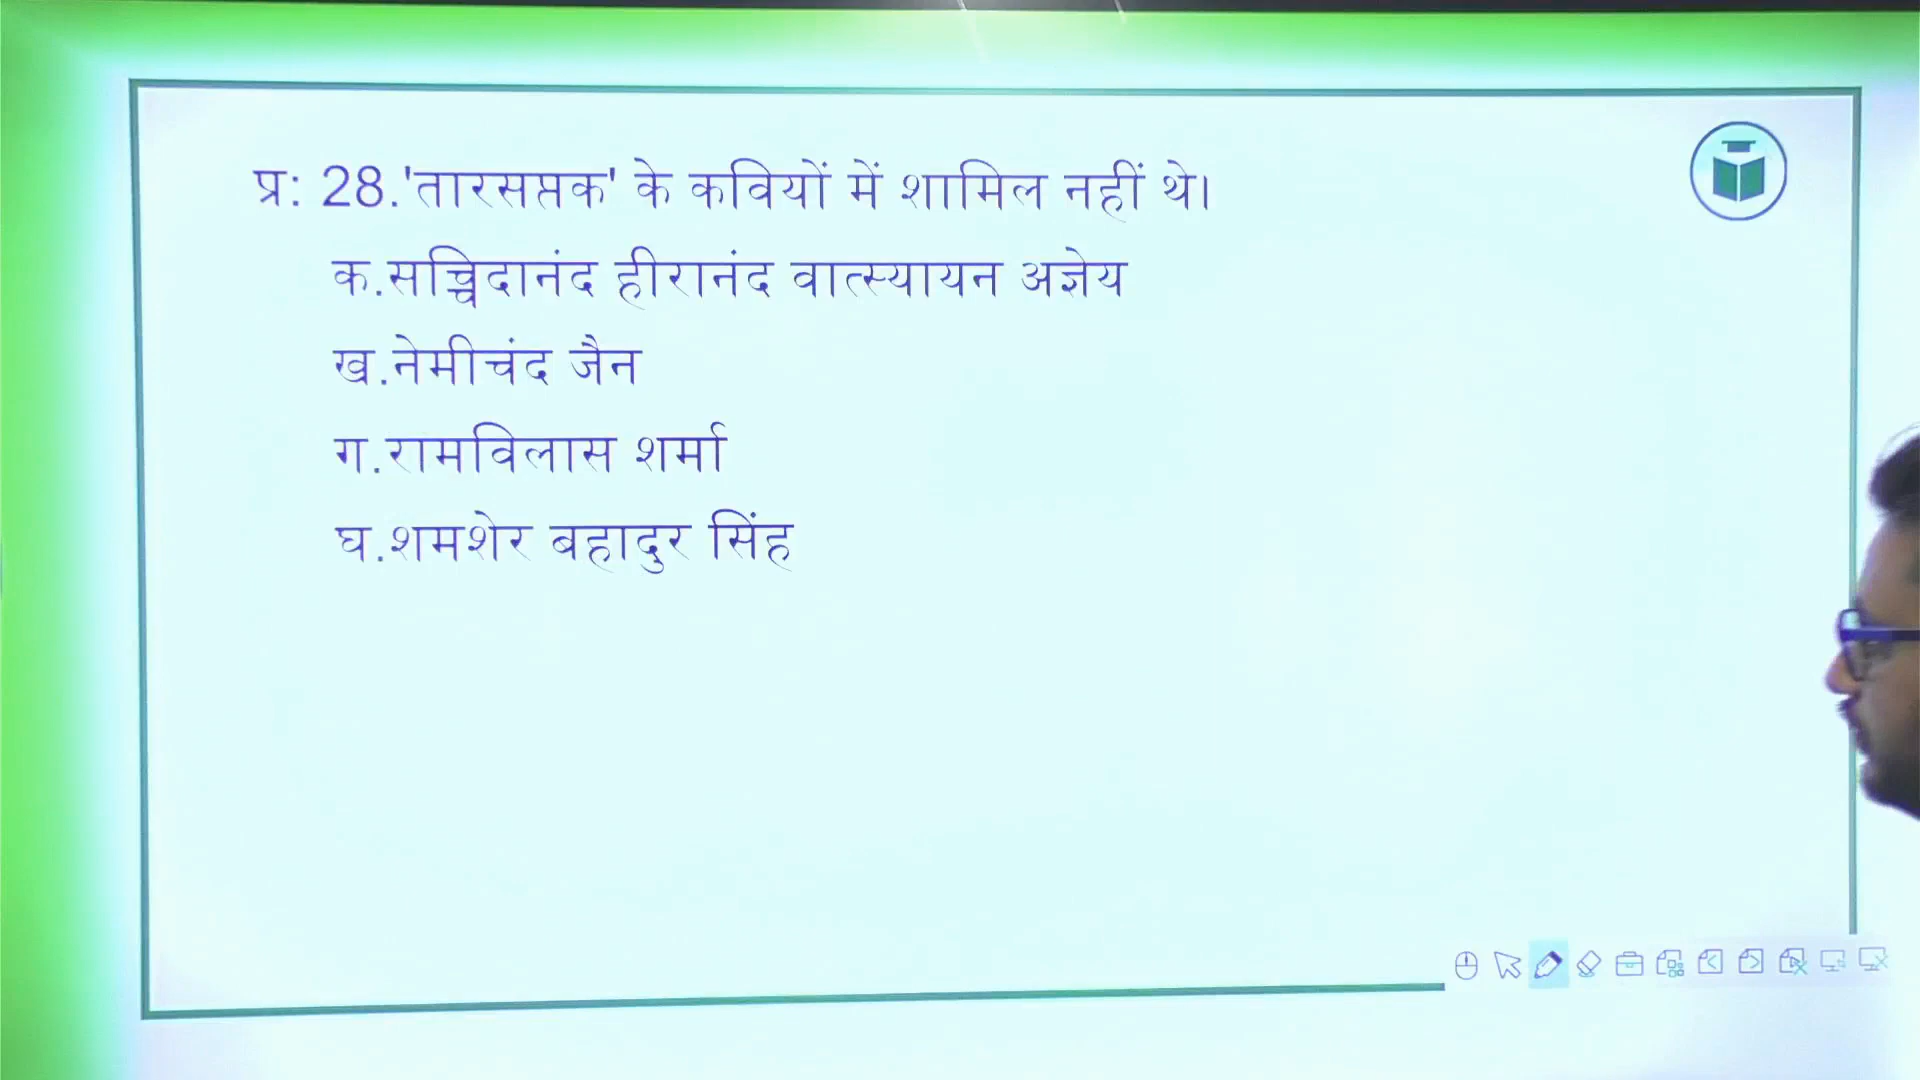 प्र: 28.'तारसप्तक' के कवियों में शामिल नहीं थे।
क.सच्चिदानंद हीरानंद वात्स्यायन अज्ञेय
ख.नेमीचंद जैन
ग.रामविलास शर्मा
घ.शमशेर बहादुर सिंह